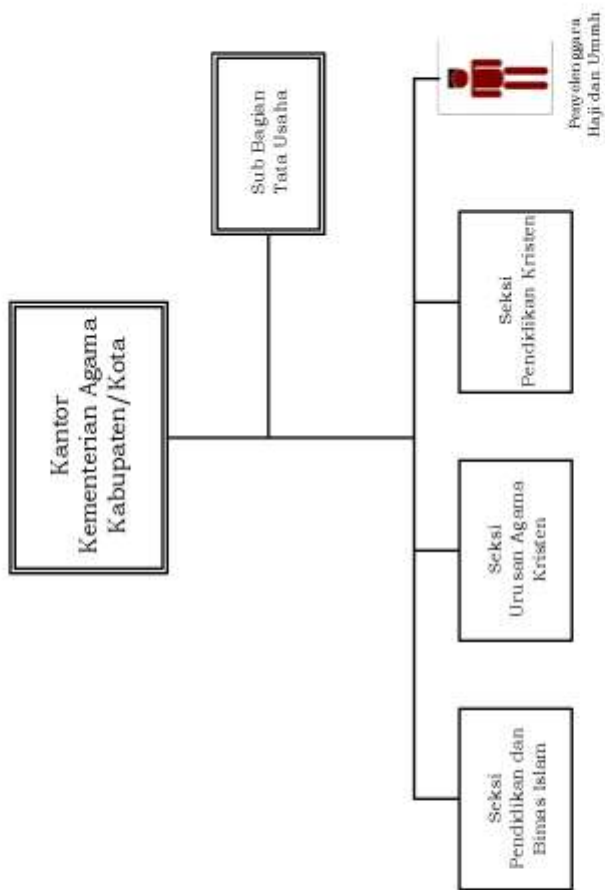 Kantor
Kementerian Agama
Kabupaten/Kota
Sub Bagian
Tata Usaha
Seksi
Pendidikan dan
Bimas Islam
Seksi
Urusan Agama
Kristen
Seksi
Pendidikan Kristen
Penyelenggara
Haji dan Ummh